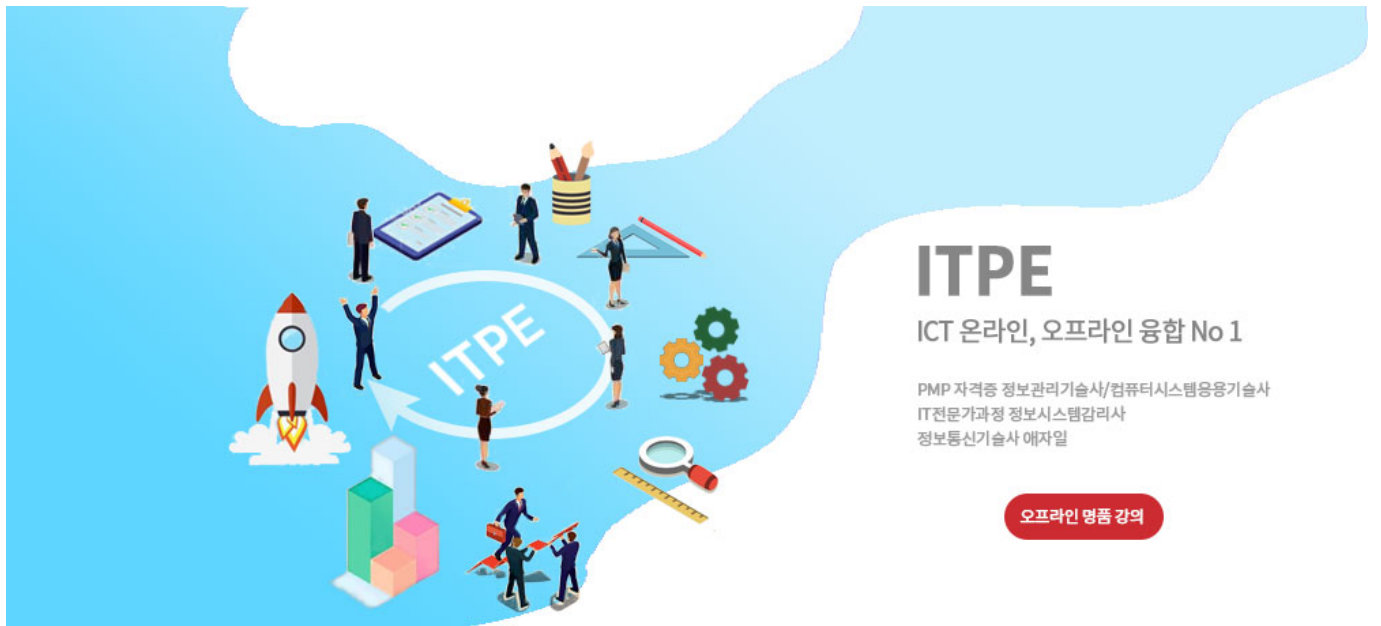 ITPE
ITPE
ICT 온라인, 오프라인 융합 No 1
PMP 자격증 정보관리기술사/컴퓨터시스템응용기술사
IT전문가과정 정보시스템감리사
정보통신기술사 애자일
오프라인 명품 강의